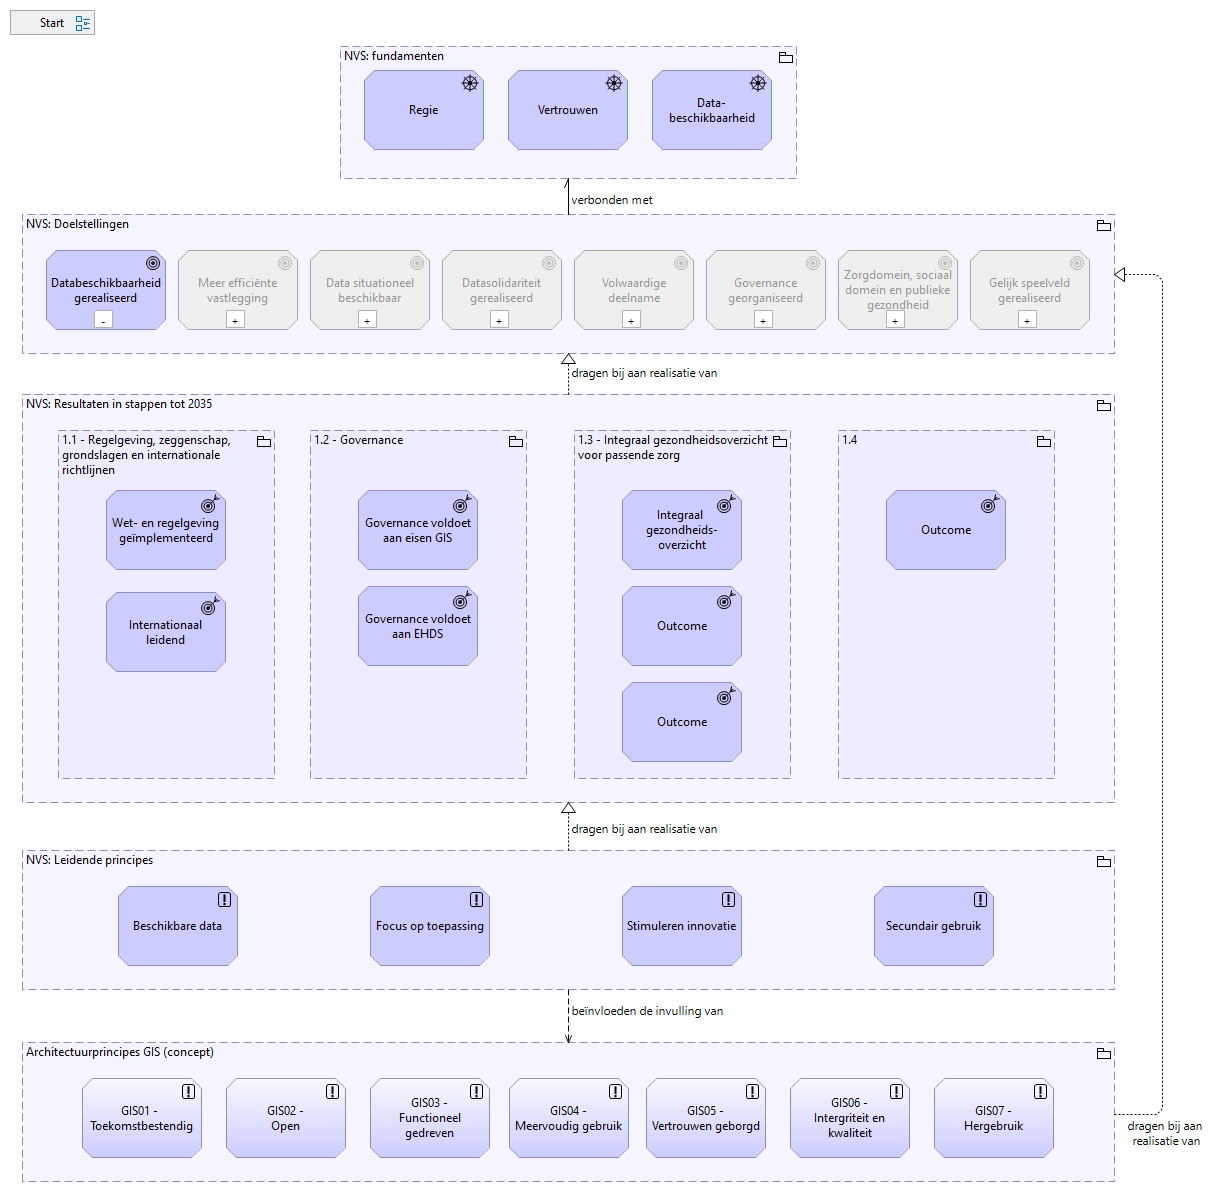 Start
NVS: fundamenten
Regie
Vertrouwen
Data-
beschikbaarheid
verbonden met
NVS: Doelstellingen
Databeschikbaarheid
gerealiseerd
-
Meer efficiënte
vastlegging
+
Data situationeel
beschikbaar
+
Datasolidariteit
gerealiseerd
+
Volwaardige
deelname
+
Governance
georganiseerd
+
Zorgdomein, sociaal
domein en publieke
gezondheid
+
Gelijk speelveld
gerealiseerd
+
dragen bij aan realisatie van
NVS: Resultaten in stappen tot 2035
1.1 - Regelgeving, zeggenschap,
grondslagen en internationale
richtlijnen
Wet- en regelgeving
geïmplementeerd
Internationaal
leidend
1.2 - Governance
Governance voldoet
aan eisen GIS
Governance voldoet
aan EHDS
1.3 - Integraal gezondheidsoverzicht
voor passende zorg
Integraal
gezondheids-
overzicht
Outcome
Outcome
1.4
Outcome
dragen bij aan realisatie van
NVS: Leidende principes
Beschikbare data
Focus op toepassing
Stimuleren innovatie
Secundair gebruik
beïnvloeden de invulling van
Architectuurprincipes GIS (concept)
GIS01 -
Toekomstbestendig
GIS02 -
Open
GIS03 -
Functioneel
gedreven
GIS04 -
Meervoudig gebruik
GIS05 -
Vertrouwen geborgd
GIS06 -
Intergriteit en
kwaliteit
GIS07 -
Hergebruik
dragen bij aan
realisatie van